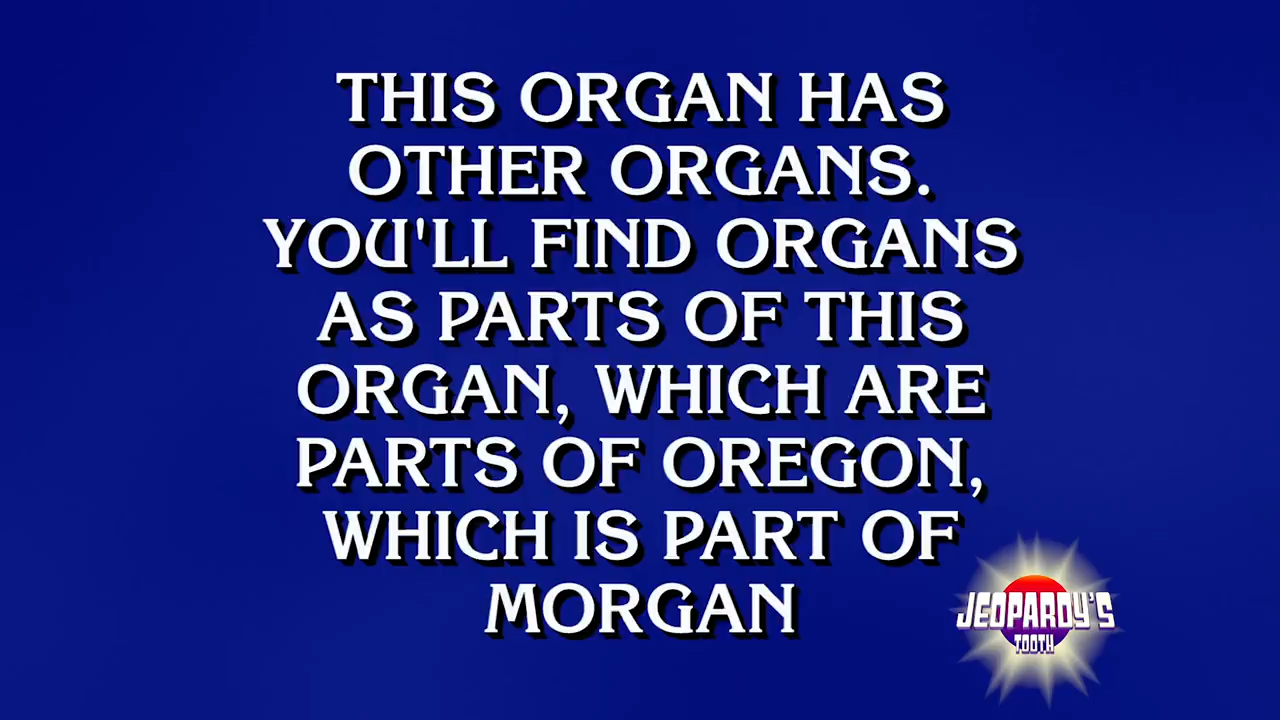 THIS ORGAN HAS
OTHER ORGANS.
YOU'LL FIND ORGANS
AS PARTS OF THIS
ORGAN, WHICH ARE
PARTS OF OREGON,
WHICH IS PART OF
MORGAN
JEOPARDY'S
TOOTH